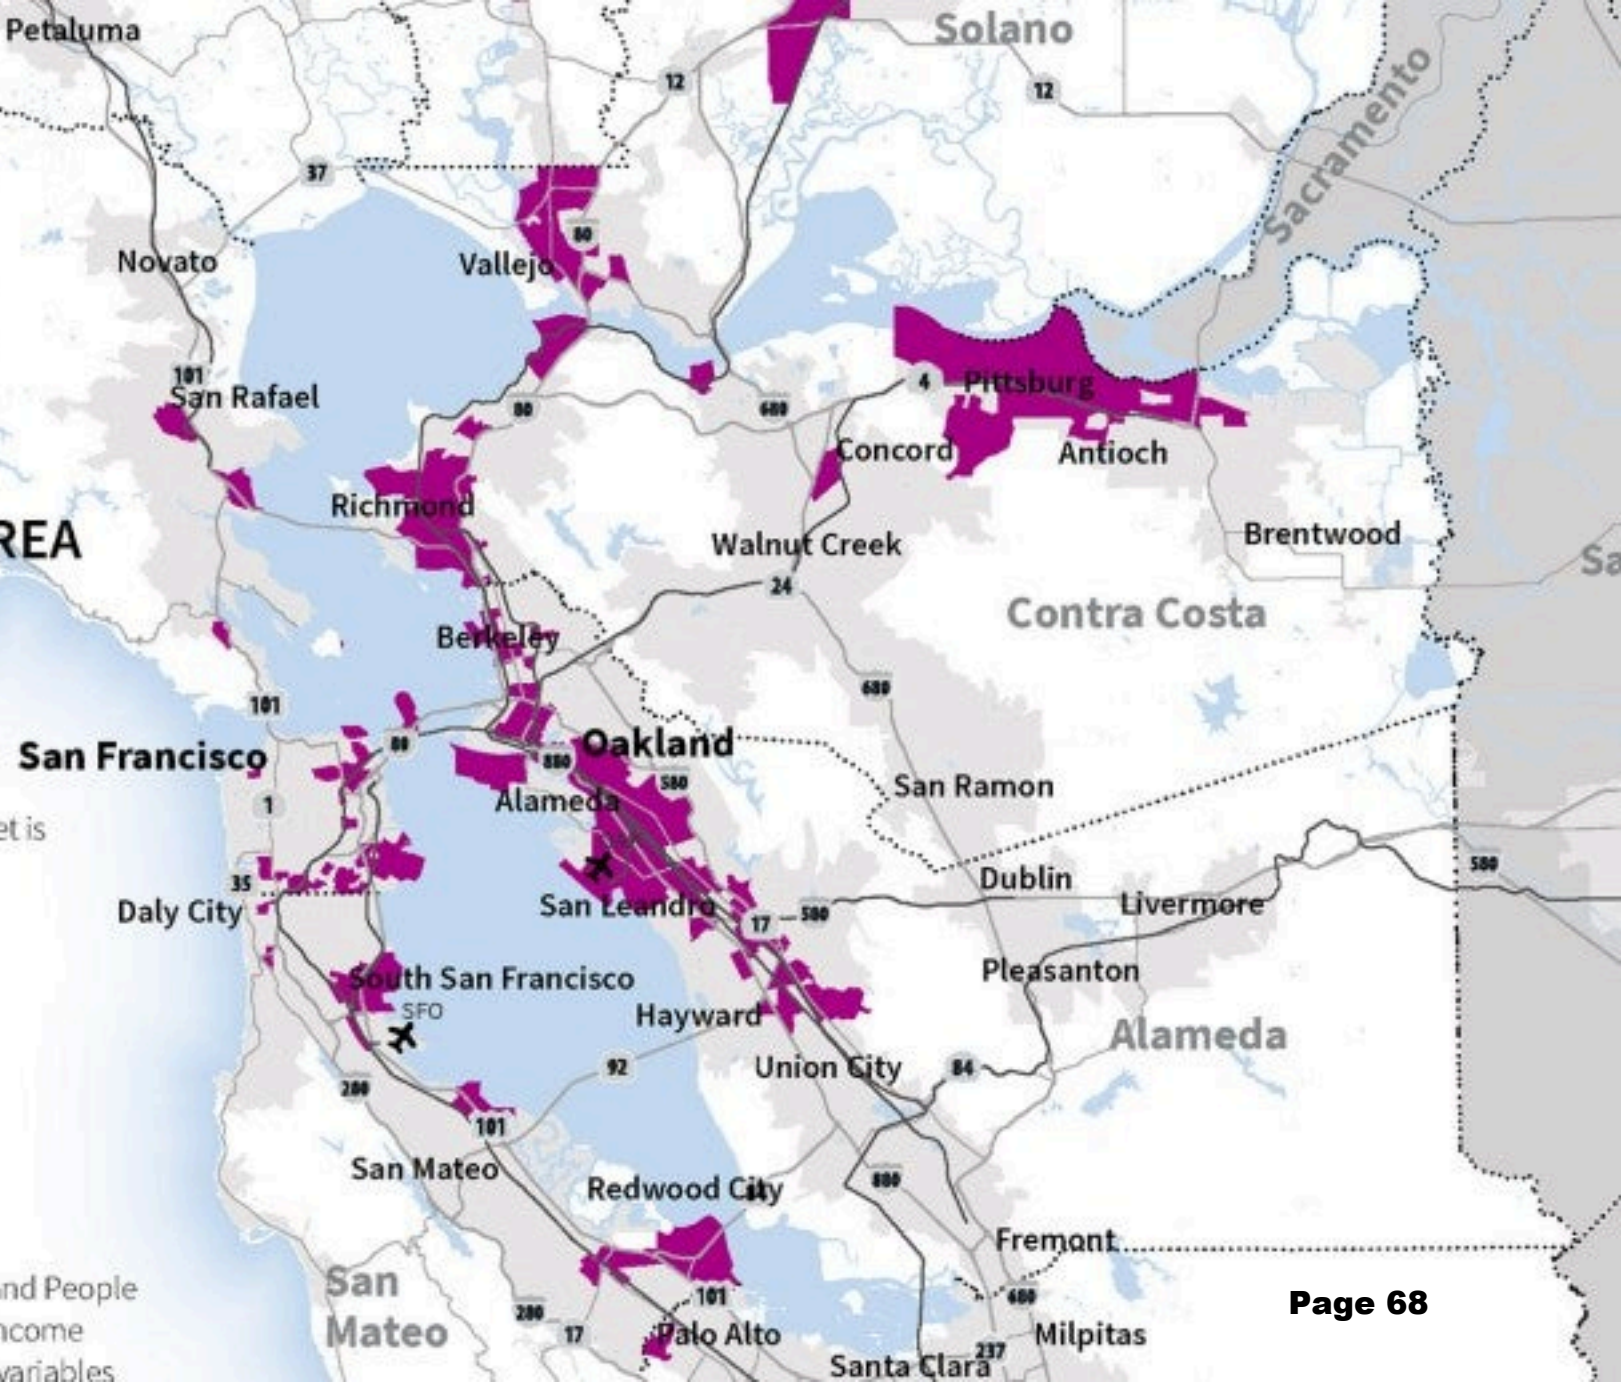 Petaluma
Solano
12
12
Sacramento
37
80
Novato
Vallejo
101
San Rafael
4
Pittsburg
80
680
Concord
Antioch
Richmond
REA
Walnut Creek
Brentwood
Sa
24
Contra Costa
Berkeley
680
101
San Francisco
80
Oakland
880
580
San Ramon
1
Alameda
et is
35
Dublin
580
Daly City
San Leandro
17
580
Livermore
South San Francisco
Pleasanton
SFO
Hayward
Alameda
92
Union City
84
280
101
San Mateo
Redwood City
880
Fremont
nd People
San
Mateo
101
680
Page 68
280
ncome
17
Palo Alto
Milpitas
237
Santa Clara
variables